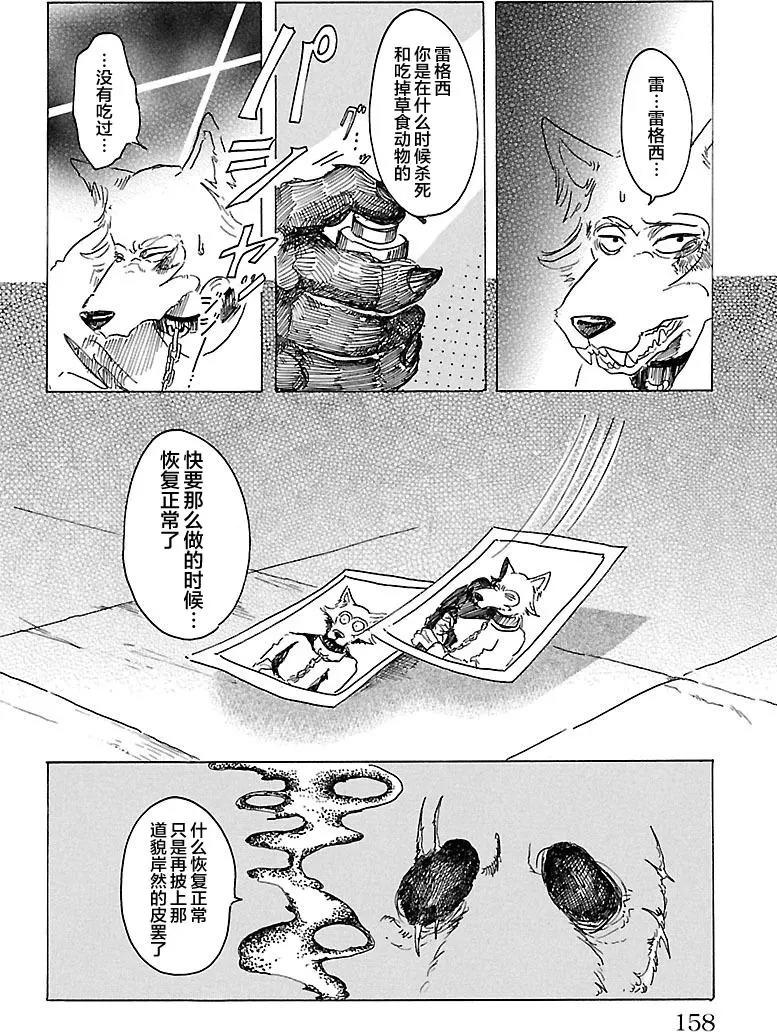 雷…雷格西…
雷格西
你是在什么时候杀死
和吃掉草食动物的
パシャッ
…没有吃过…
快要那么做的时候…
恢复正常了
什么恢复正常
只是再披上那
道貌岸然的皮罢了
158